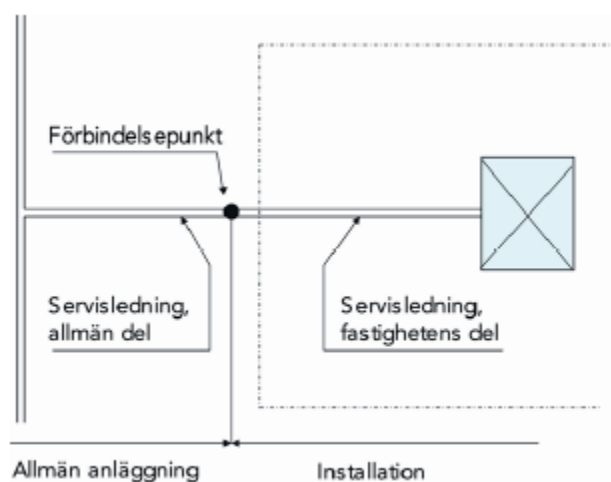 Förbindelsepunkt
Servisledning,
allmän del
Servisledning,
fastighetens del
Allmän anläggning
Installation